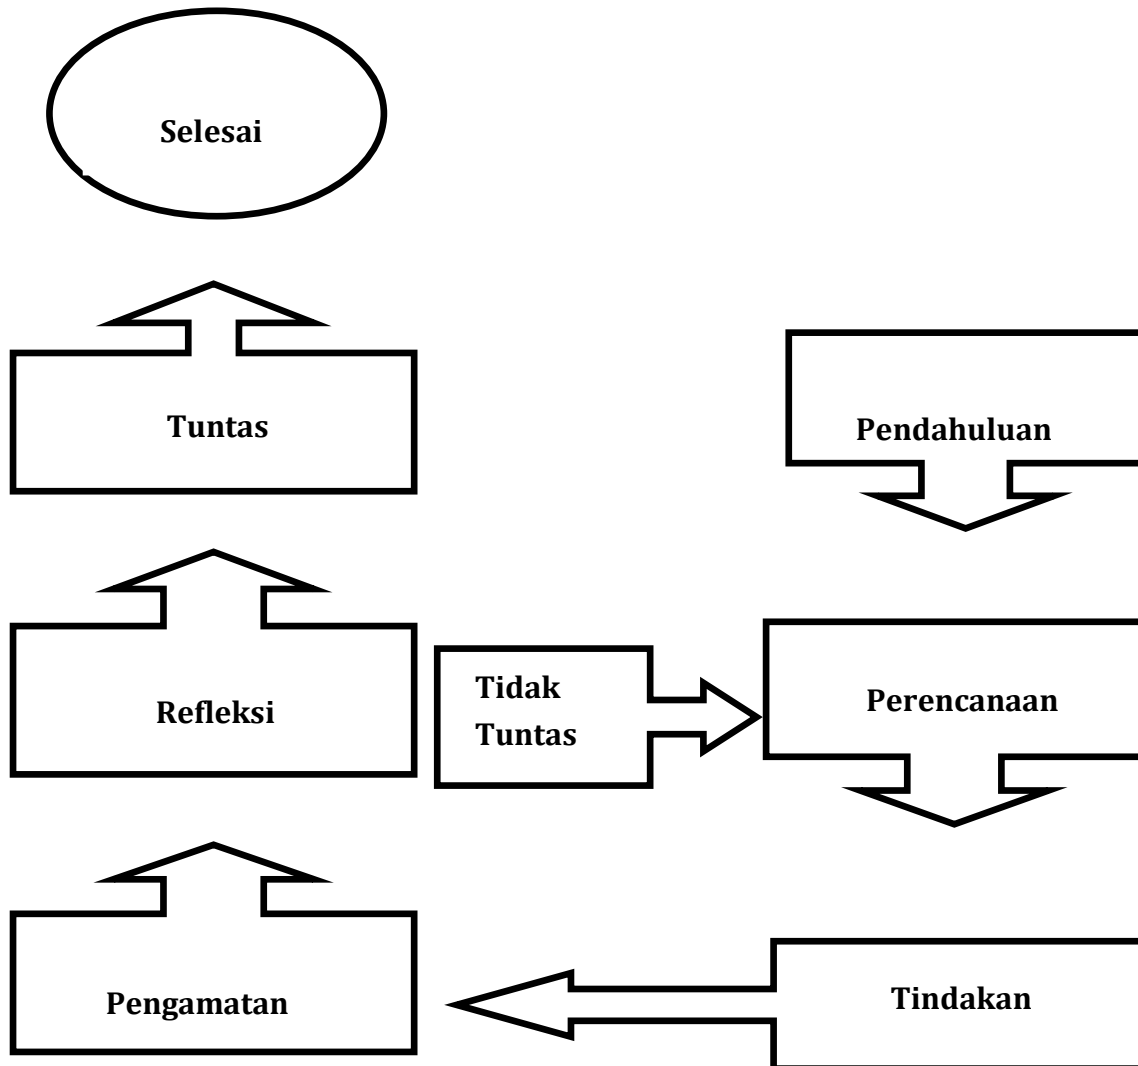 Selesai
Tuntas
Pendahuluan
Refleksi
Tidak
Tuntas
Perencanaan
Pengamatan
Tindakan